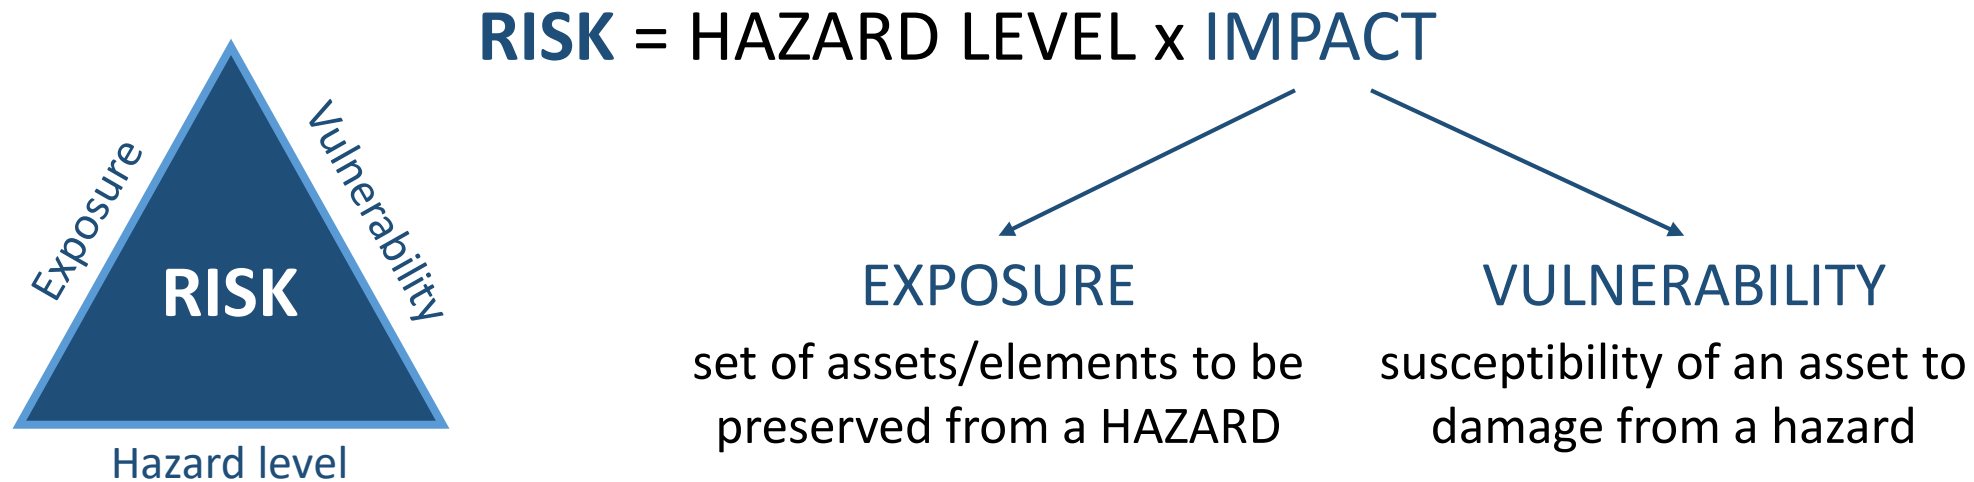 RISK = HAZARD LEVEL x IMPACT
Exposure
Vulnerability
RISK
Hazard level
EXPOSURE
set of assets/elements to be
preserved from a HAZARD
VULNERABILITY
susceptibility of an asset to
damage from a hazard